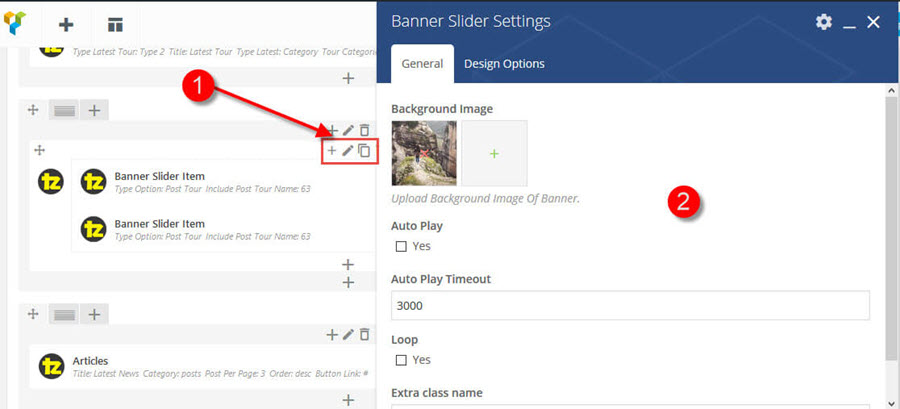 Type Latest Tour: Type 2 Title: Latest Tour Type Latest: Category Tour Categorie
1
Banner Slider Item
Type Option: Post Tour Include Post Tour Name: 63
Banner Slider Item
Type Option: Post Tour Include Post Tour Name: 63
Articles
Title: Latest News Category: posts Post Per Page: 3 Order: desc Button Link: #
tz
tz
tz
tz
Banner Slider Settings
General Design Options
Background Image
Upload Background Image Of Banner.
2
Auto Play
Yes
Auto Play Timeout
3000
Loop
Yes
Extra class name